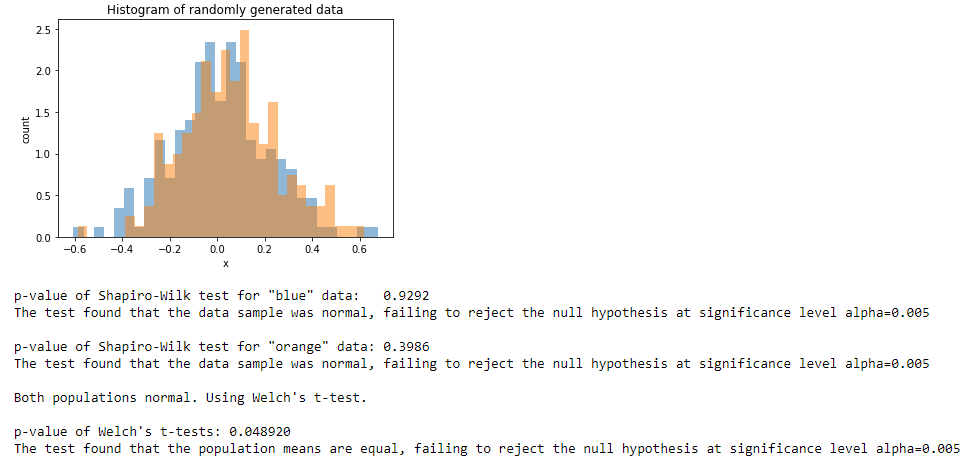 Histogram of randomly generated data
2.5
2.0
1.5
1.0
0.5
0.0
count
−0.6 −0.4 −0.2 0.0 0.2 0.4 0.6
x
p-value of Shapiro-Wilk test for "blue" data: 0.9292
The test found that the data sample was normal, failing to reject the null hypothesis at significance level alpha=0.005
p-value of Shapiro-Wilk test for "orange" data: 0.3986
The test found that the data sample was normal, failing to reject the null hypothesis at significance level alpha=0.005
Both populations normal. Using Welch's t-test.
p-value of Welch's t-tests: 0.048920
The test found that the population means are equal, failing to reject the null hypothesis at significance level alpha=0.005